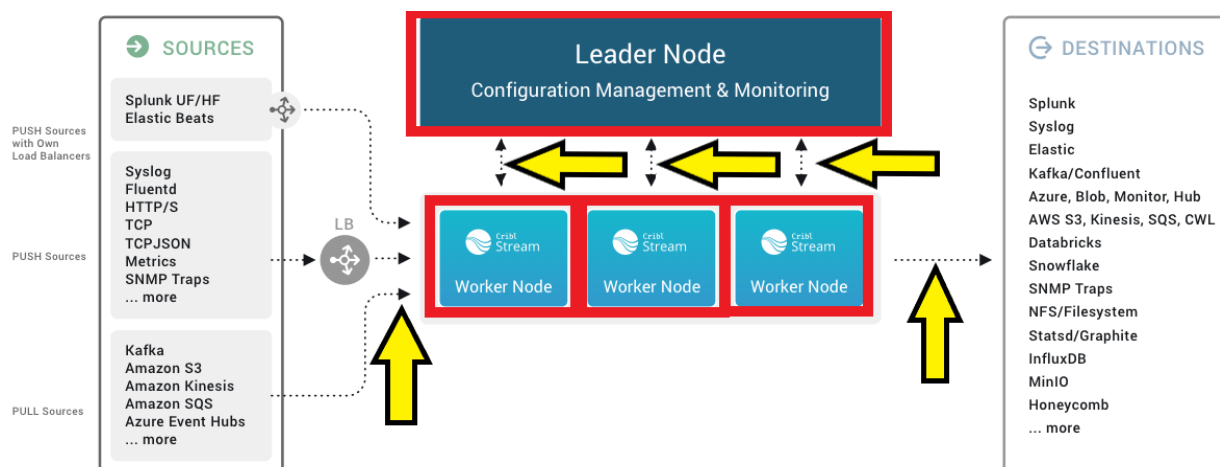 SOURCES
PUSH Sources
with Own
Load Balancers
Splunk UF/HF
Elastic Beats
PUSH Sources
Syslog
Fluentd
HTTP/S
TCP
TCPJSON
Metrics
SNMP Traps
... more
PULL Sources
Kafka
Amazon S3
Amazon Kinesis
Amazon SQS
Azure Event Hubs
... more
LB
Leader Node
Configuration Management & Monitoring
Cribl
Stream
Worker Node
Cribl
Stream
Worker Node
Cribl
Stream
Worker Node
DESTINATIONS
Splunk
Syslog
Elastic
Kafka/Confluent
Azure, Blob, Monitor, Hub
AWS S3, Kinesis, SQS, CWL
Databricks
Snowflake
SNMP Traps
NFS/Filesystem
Statsd/Graphite
InfluxDB
MinIO
Honeycomb
... more